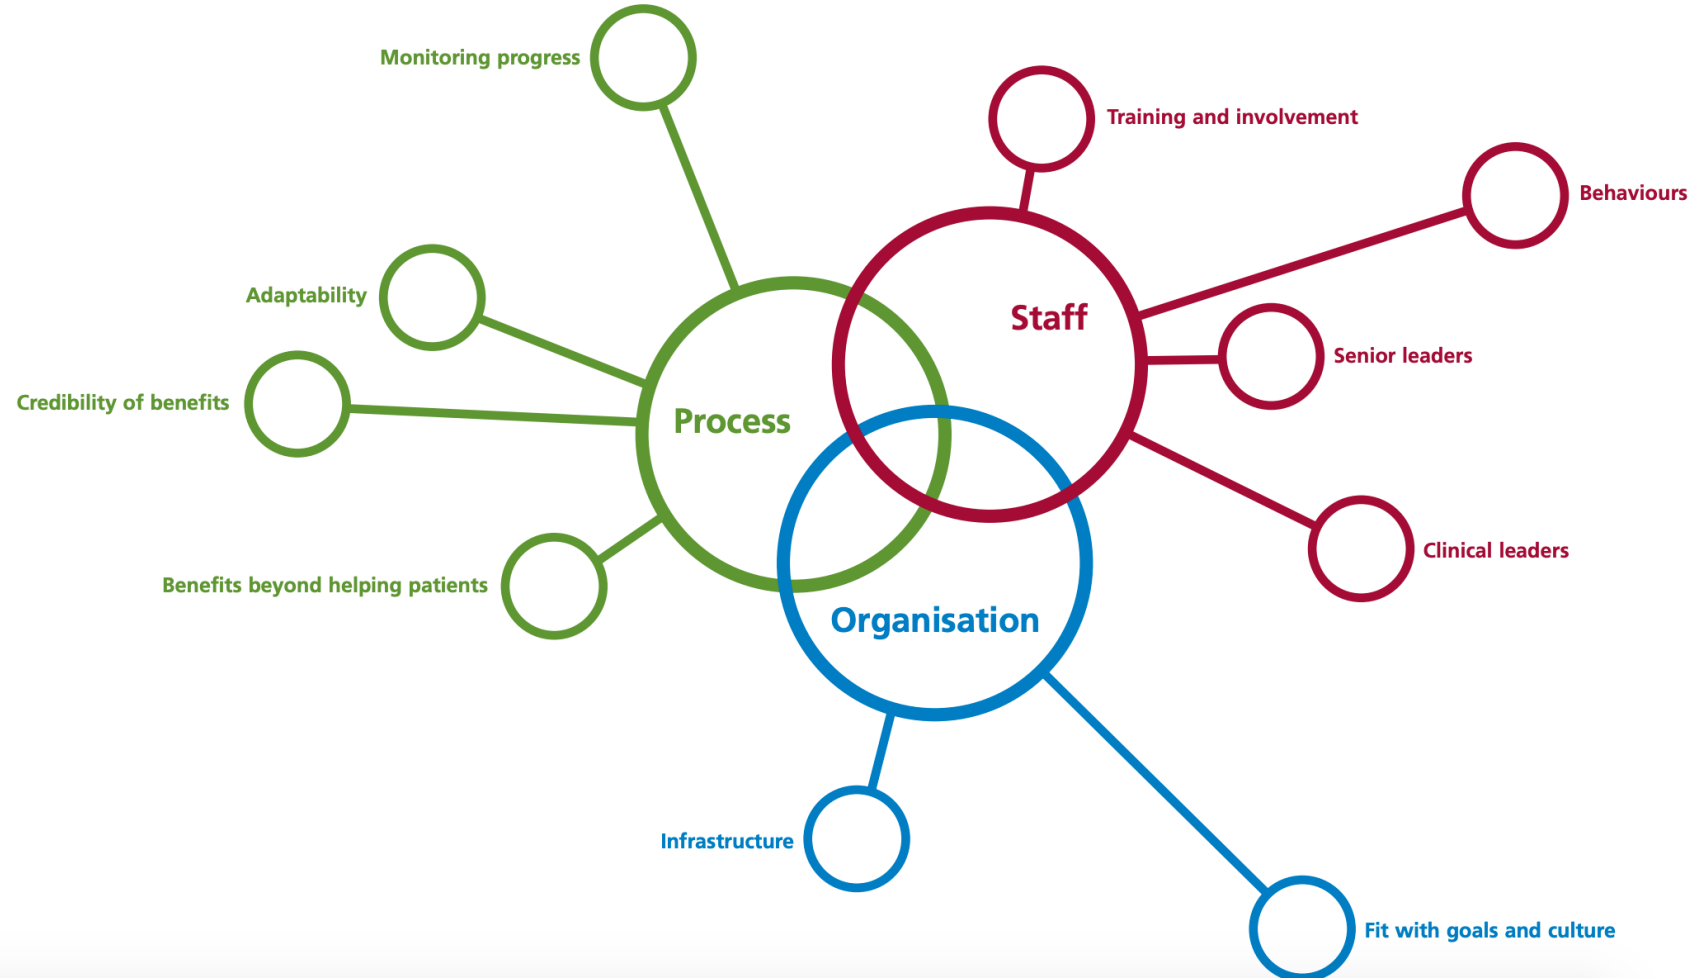 Monitoring progress
Training and involvement
Behaviours
Adaptability
Staff
Senior leaders
Credibility of benefits
Process
Clinical leaders
Benefits beyond helping patients
Organisation
Infrastructure
Fit with goals and culture